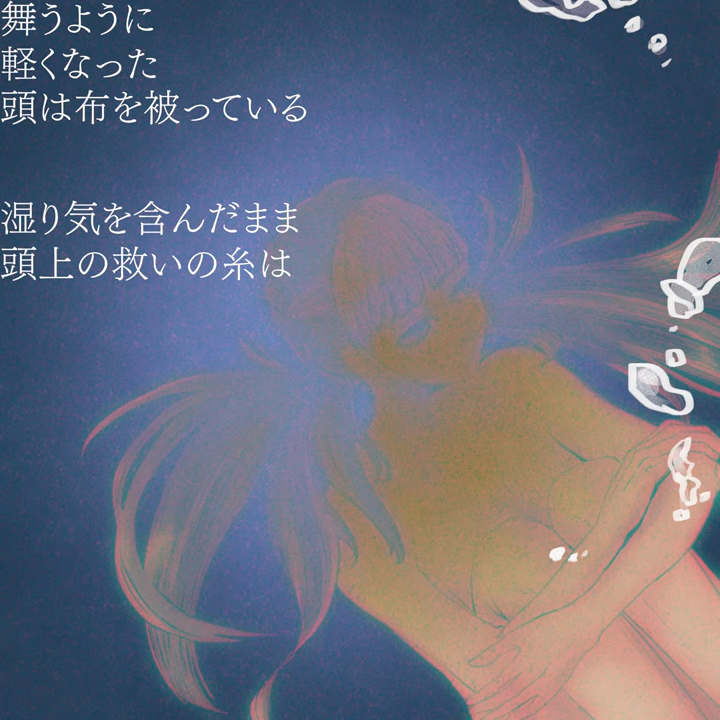 舞うように
軽くなった
頭は布を被っている
湿り気を含んだまま
頭上の救いの糸は